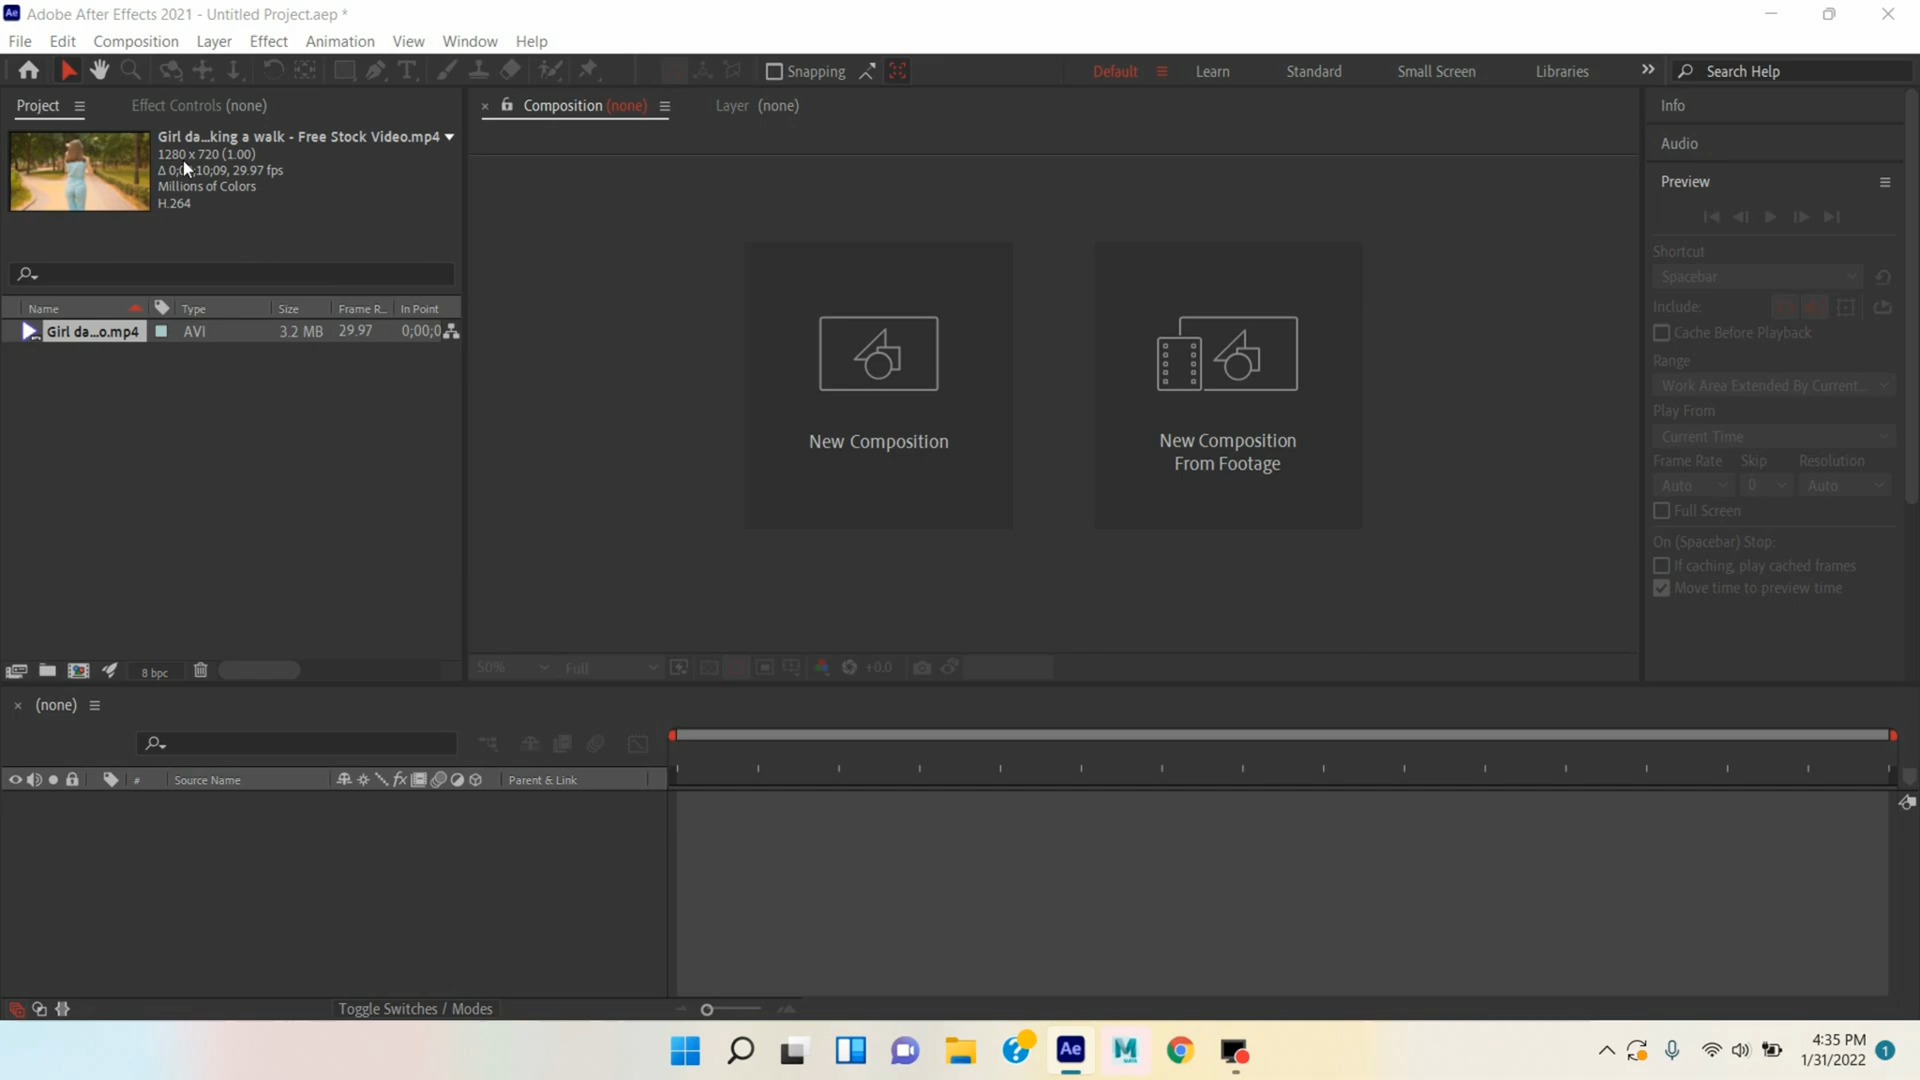 Ae Adobe After Effects 2021 - Untitled Project.aep *
File Edit Composition Layer Effect Animation View Window Help
Snapping Default Learn Standard Small Screen Libraries Search Help
Project Effect Controls (none)
Composition (none) Layer (none)
Girl da...king a walk - Free Stock Video.mp4
1280 x 720 (1.00)
29.97 fps
Millions of Colors
H.264
Name Type Size Frame R... In Point
Girl da...o.mp4 AVI 3.2 MB 29.97 0;00;0
New Composition
New Composition
From Footage
8 bpc
50% Full +0.0
Info
Audio
Preview
Shortcut
Spacebar
Include:
Cache Before Playback
Range
Work Area Extended By Current...
Play From
Current Time
Frame Rate Skip Resolution
Auto 0 Auto
Full Screen
On (Spacebar) Stop:
If caching, play cached frames
Move time to preview time
(none)
# Source Name fx Parent & Link
Toggle Switches / Modes
Ae M
4:35 PM
1/31/2022 1